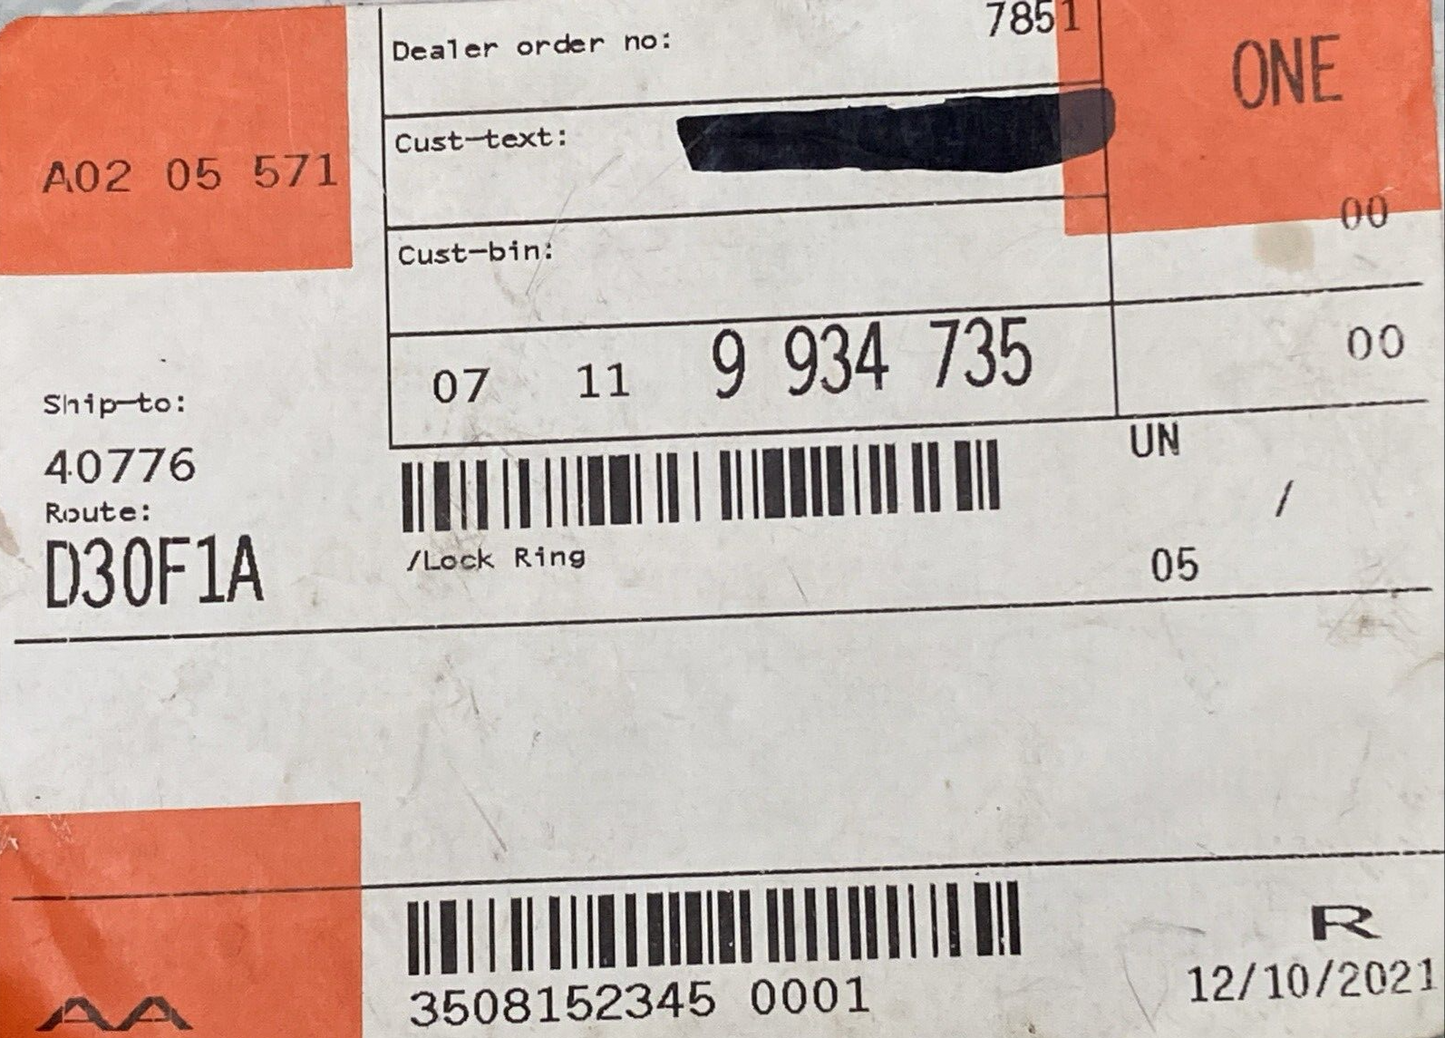 Dealer order no: 7851
ONE
Cust-text:
A02 05 571
00
Cust-bin:
07 11 9 934 735
00
Ship-to:
40776
UN
Route:
/
D30F1A
/Lock Ring
05
R
3508152345 0001
12/10/2021
AA